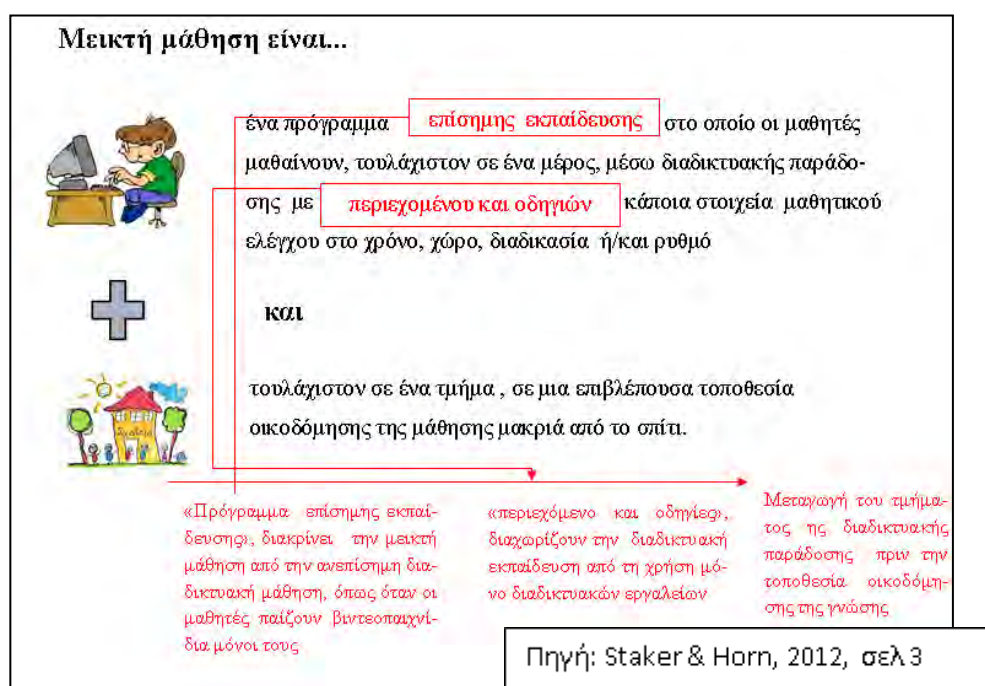 Μεικτή μάθηση είναι...
ένα πρόγραμμα επίσημης εκπαίδευσης στο οποίο οι μαθητές
μαθαίνουν, τουλάχιστον σε ένα μέρος, μέσω διαδικτυακής παράδο-
σης με περιεχομένου και οδηγιών κάποια στοιχεία μαθητικού
ελέγχου στο χρόνο, χώρο, διαδικασία ή/και ρυθμό
και
τουλάχιστον σε ένα τμήμα , σε μια επιβλέπουσα τοποθεσία
οικοδόμησης της μάθησης μακριά από το σπίτι.
«Πρόγραμμα επίσημης εκπαί-
δευσης», διακρίνει την μεικτή
μάθηση από την ανεπίσημη δια-
δικτυακή μάθηση, όπως όταν οι
μαθητές παίζουν βιντεοπαιχνί-
δια μόνοι τους
«περιεχόμενο και οδηγίες»,
διαχωρίζουν την διαδικτυακή
εκπαίδευση από τη χρήση μό-
νο διαδικτυακών εργαλείων
Μεταγωγή του τμήμα-
τος ης διαδικτυακής
παράδοσης πριν την
τοποθεσία οικοδόμη-
σης της γνώσης
Πηγή: Staker & Horn, 2012, σελ 3